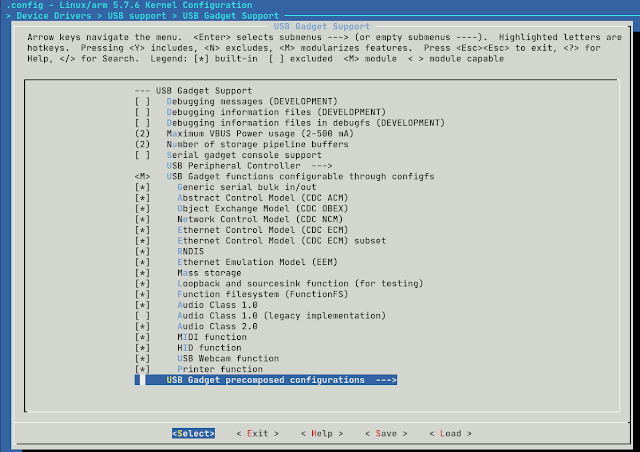 .config - Linux/arm 5.7.6 Kernel Configuration
> Device Drivers > USB support > USB Gadget Support
USB Gadget Support
Arrow keys navigate the menu.  <Enter> selects submenus ---> (or empty submenus ----).  Highlighted letters are
hotkeys.  Pressing <Y> includes, <N> excludes, <M> modularizes features.  Press <Esc><Esc> to exit, <?> for
Help, </> for Search.  Legend: [*] built-in  [ ] excluded  <M> module  < > module capable
--- USB Gadget Support
[ ]   Debugging messages (DEVELOPMENT)
[ ]   Debugging information files (DEVELOPMENT)
[ ]   Debugging information files in debugfs (DEVELOPMENT)
(2)   Maximum VBUS Power usage (2-500 mA)
(2)   Number of storage pipeline buffers
[ ]   Serial gadget console support
USB Peripheral Controller  --->
<M>   USB Gadget functions configurable through configfs
[*]     Generic serial bulk in/out
[*]     Abstract Control Model (CDC ACM)
[*]     Object Exchange Model (CDC OBEX)
[*]     Network Control Model (CDC NCM)
[*]     Ethernet Control Model (CDC ECM)
[*]     Ethernet Control Model (CDC ECM) subset
[*]     RNDIS
[*]     Ethernet Emulation Model (EEM)
[*]     Mass storage
[*]     Loopback and sourcesink function (for testing)
[*]     Function filesystem (FunctionFS)
[*]     Audio Class 1.0
[ ]     Audio Class 1.0 (legacy implementation)
[*]     Audio Class 2.0
[*]     MIDI function
[*]     HID function
[*]     USB Webcam function
[*]     Printer function
USB Gadget precomposed configurations  --->
<Select>    < Exit >    < Help >    < Save >    < Load >